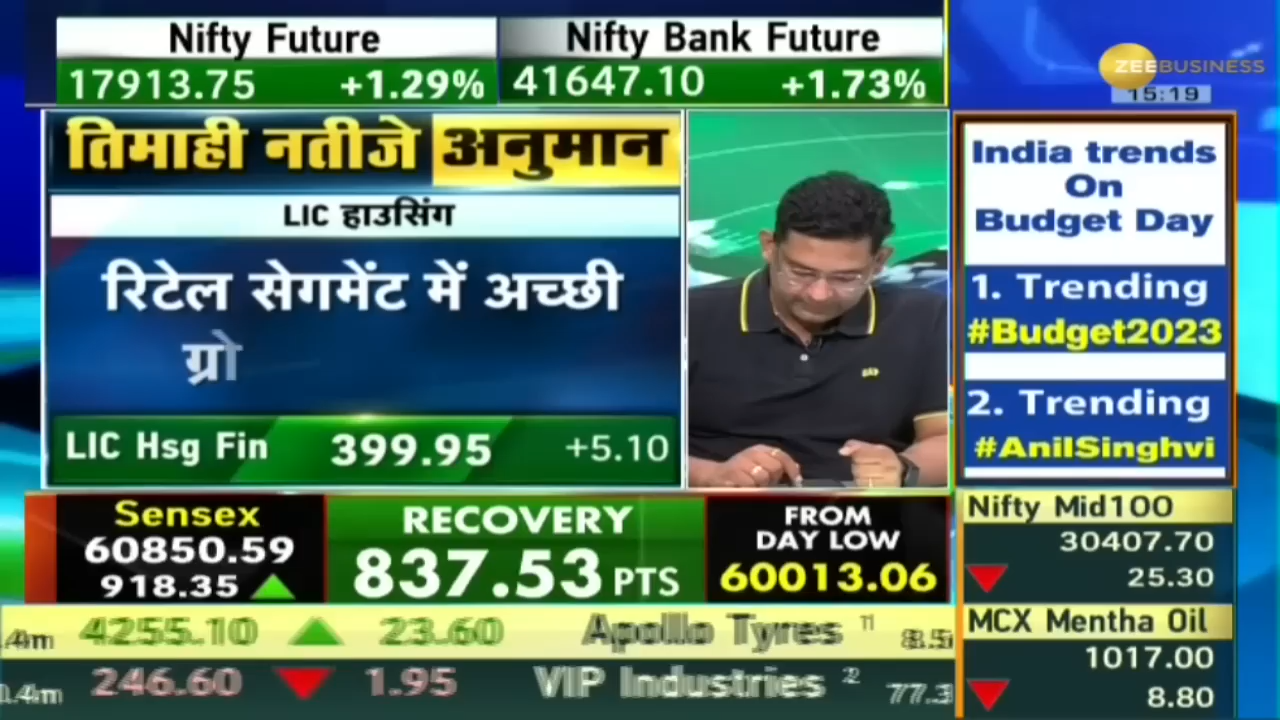 Nifty Future
17913.75 +1.29%
Nifty Bank Future
41647.10 +1.73%
ZEEBUSINESS
15:19
तिमाही नतीजे अनुमान
LIC हाउसिंग
रिटेल सेगमेंट में अच्छी
ग्रो
LIC Hsg Fin 399.95 +5.10
India trends
On
Budget Day
1. Trending
#Budget2023
2. Trending
#AnilSinghvi
Sensex
60850.59
918.35
RECOVERY
837.53 PTS
FROM
DAY LOW
60013.06
Nifty Mid100
30407.70
25.30
MCX Mentha Oil
1017.00
8.80
4255.10 23.60 Apollo Tyres
246.60 1.95 VIP Industries